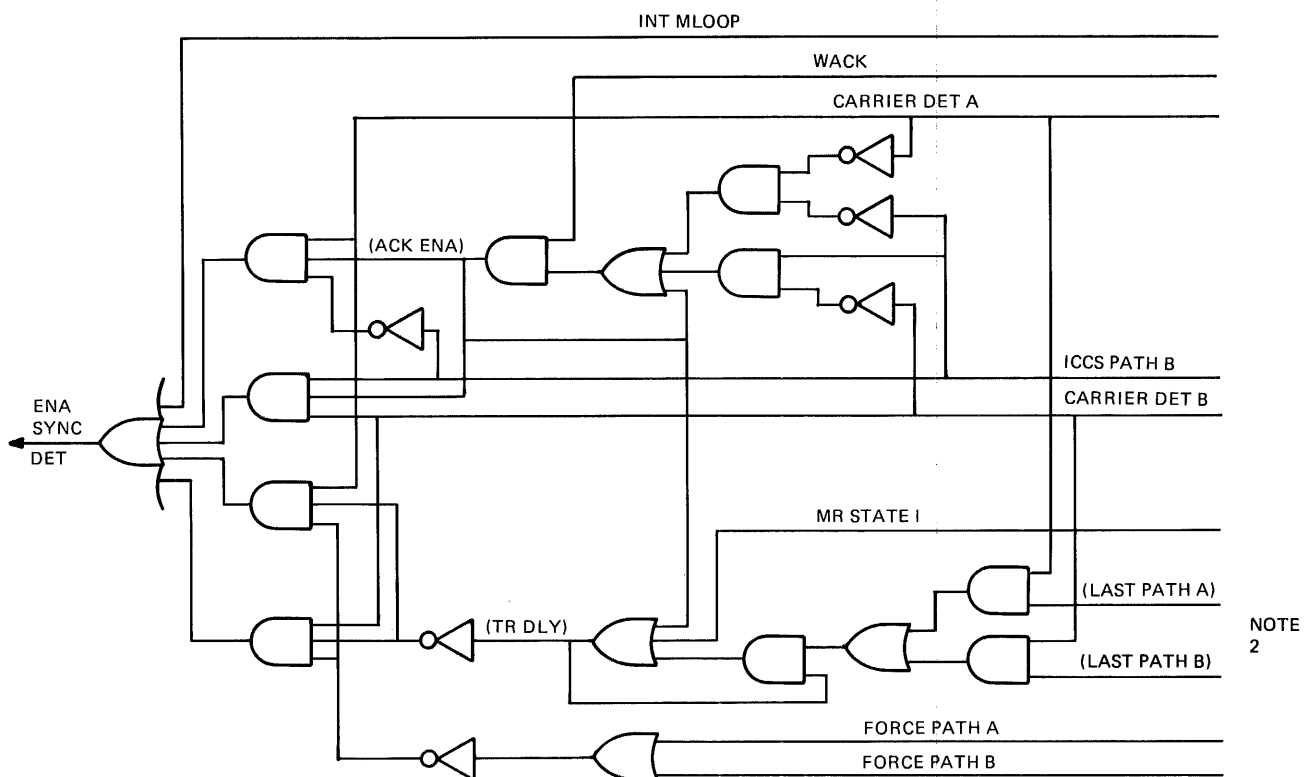 INT MLOOP
WACK
CARRIER DET A
(ACK ENA)
ICCS PATH B
CARRIER DET B
ENA
SYNC
DET
MR STATE I
(LAST PATH A)
(TR DLY)
NOTE
2
(LAST PATH B)
FORCE PATH A
FORCE PATH B